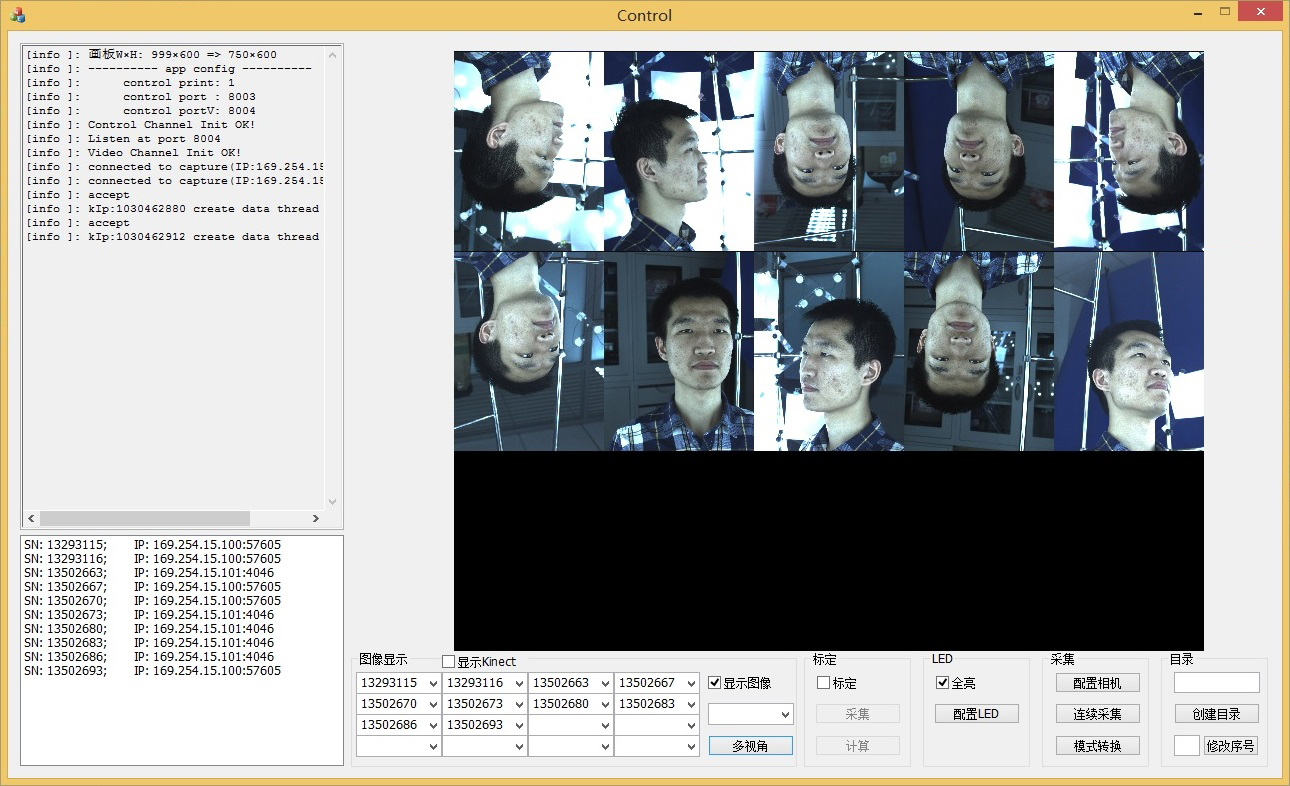 Control
[info ]: 画板W×H: 999×600 => 750×600
[info ]: ---------- app config ----------
[info ]: control print: 1
[info ]: control port : 8003
[info ]: control portV: 8004
[info ]: Control Channel Init OK!
[info ]: Listen at port 8004
[info ]: Video Channel Init OK!
[info ]: connected to capture(IP:169.254.15
[info ]: connected to capture(IP:169.254.15
[info ]: accept
[info ]: kIp:1030462880 create data thread
[info ]: accept
[info ]: kIp:1030462912 create data thread
SN: 13293115; IP: 169.254.15.100:57605
SN: 13293116; IP: 169.254.15.100:57605
SN: 13502663; IP: 169.254.15.101:4046
SN: 13502667; IP: 169.254.15.100:57605
SN: 13502670; IP: 169.254.15.100:57605
SN: 13502673; IP: 169.254.15.101:4046
SN: 13502680; IP: 169.254.15.101:4046
SN: 13502683; IP: 169.254.15.101:4046
SN: 13502686; IP: 169.254.15.101:4046
SN: 13502693; IP: 169.254.15.100:57605
图像显示 显示Kinect
13293115 13293116 13502663 13502667
13502670 13502673 13502680 13502683
13502686 13502693
显示图像
多视角
标定
标定
采集
计算
LED
全亮
配置LED
采集
配置相机
连续采集
模式转换
目录
创建目录
修改序号